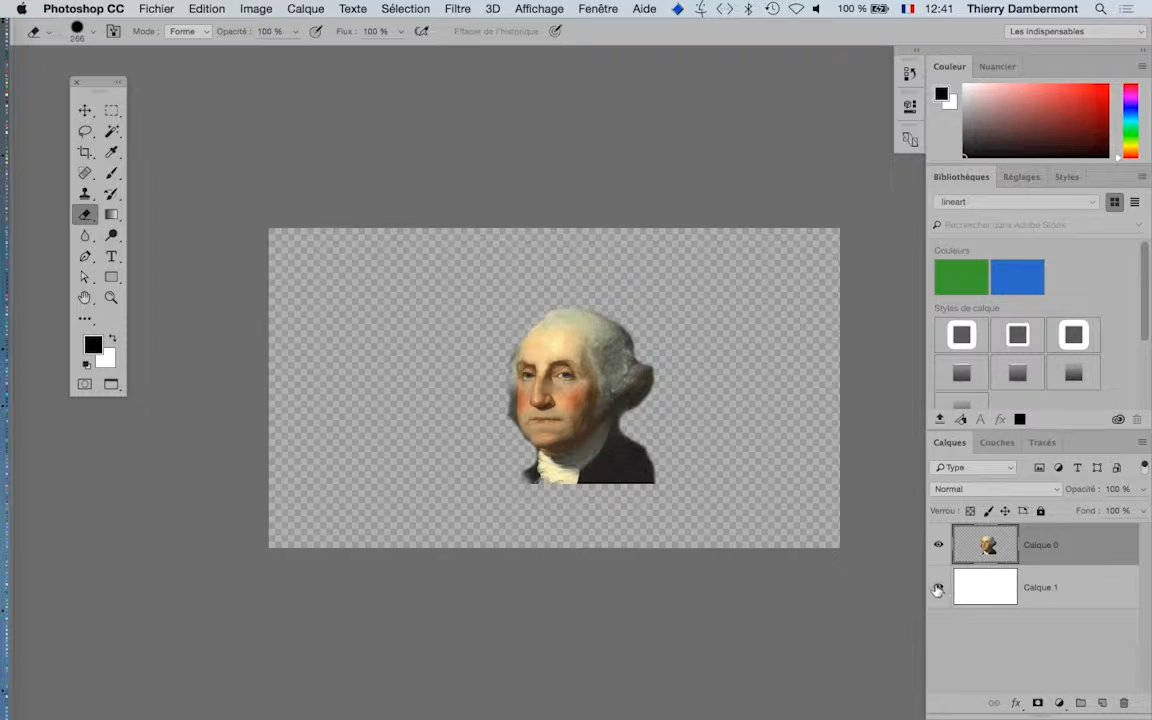 Photoshop CC Fichier Edition Image Calque Texte Sélection Filtre 3D Affichage Fenêtre Aide 100 % 12:41 Thierry Dambermont
266 Mode : Forme Opacité : 100 % Flux : 100 % Effacer de l'historique Les indispensables
Couleur Nuancier
Bibliothèques Réglages Styles
lineart
Rechercher dans Adobe Stock
Couleurs
Styles de calque
Calques Couches Tracés
Type
Normal Opacité : 100 %
Verrou : Fond : 100 %
Calque 0
Calque 1